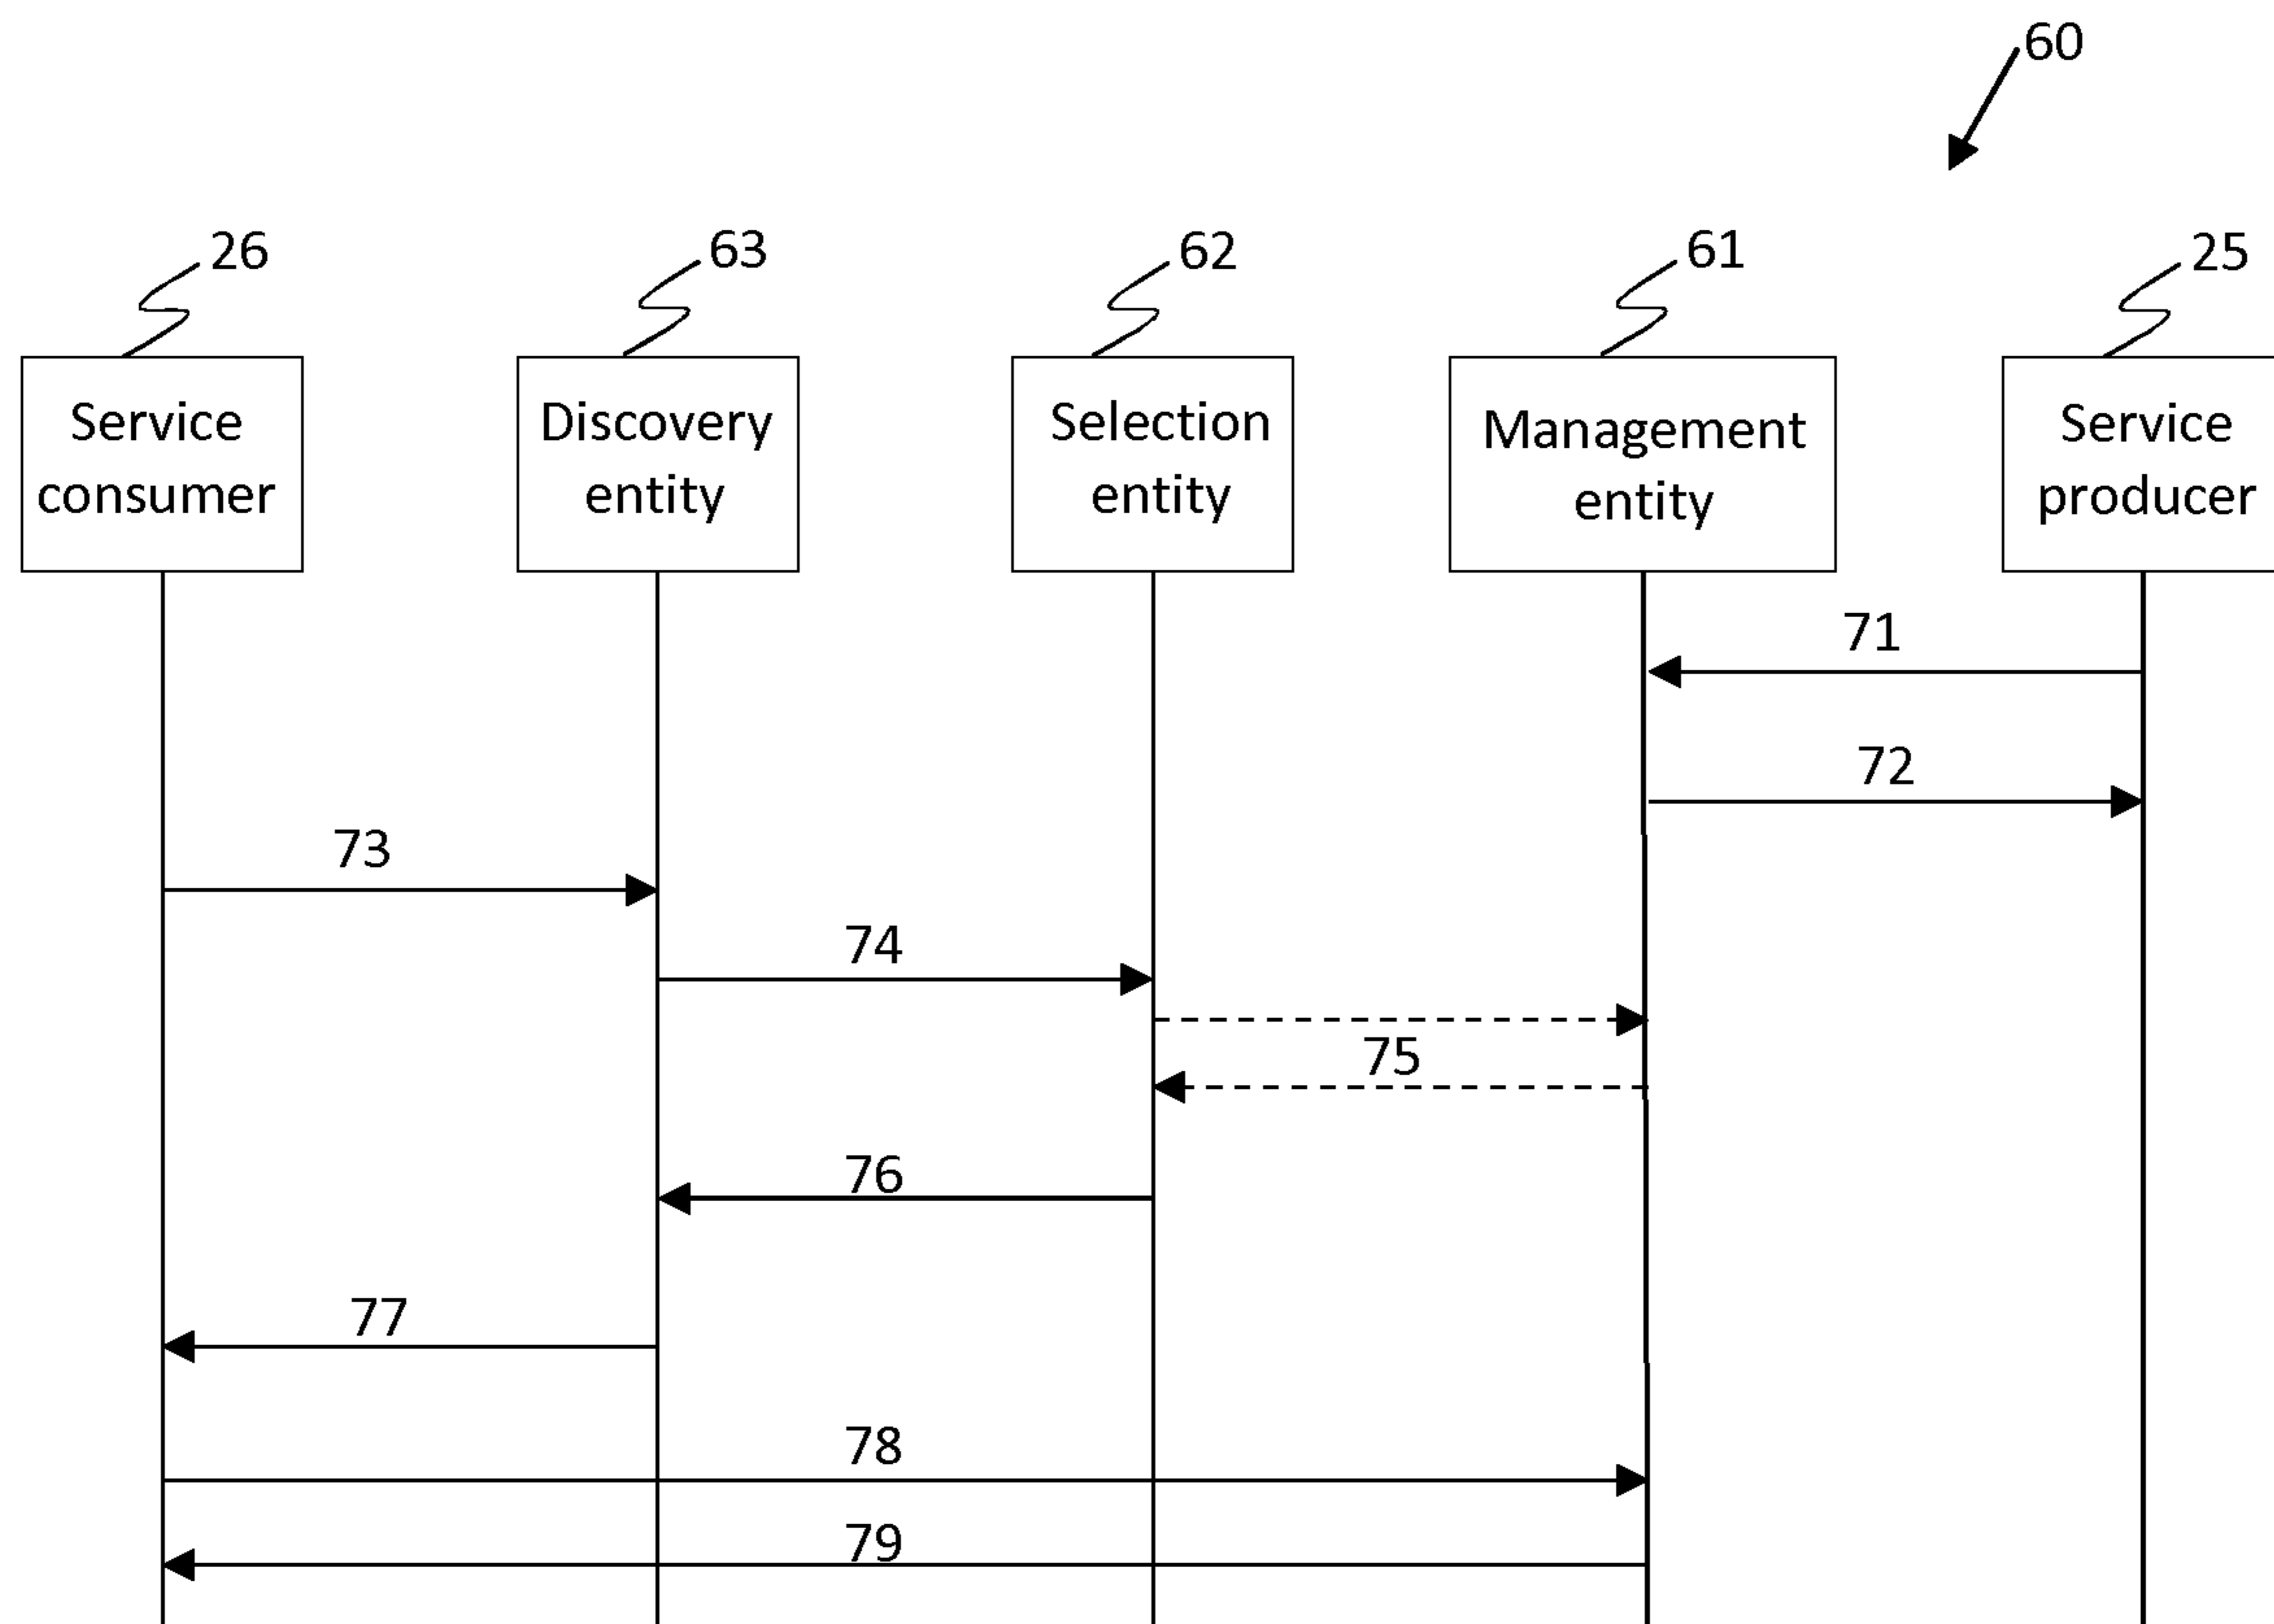 60
26
63
62
61
25
Service
consumer
Discovery
entity
Selection
entity
Management
entity
Service
producer
71
72
73
74
75
76
77
78
79